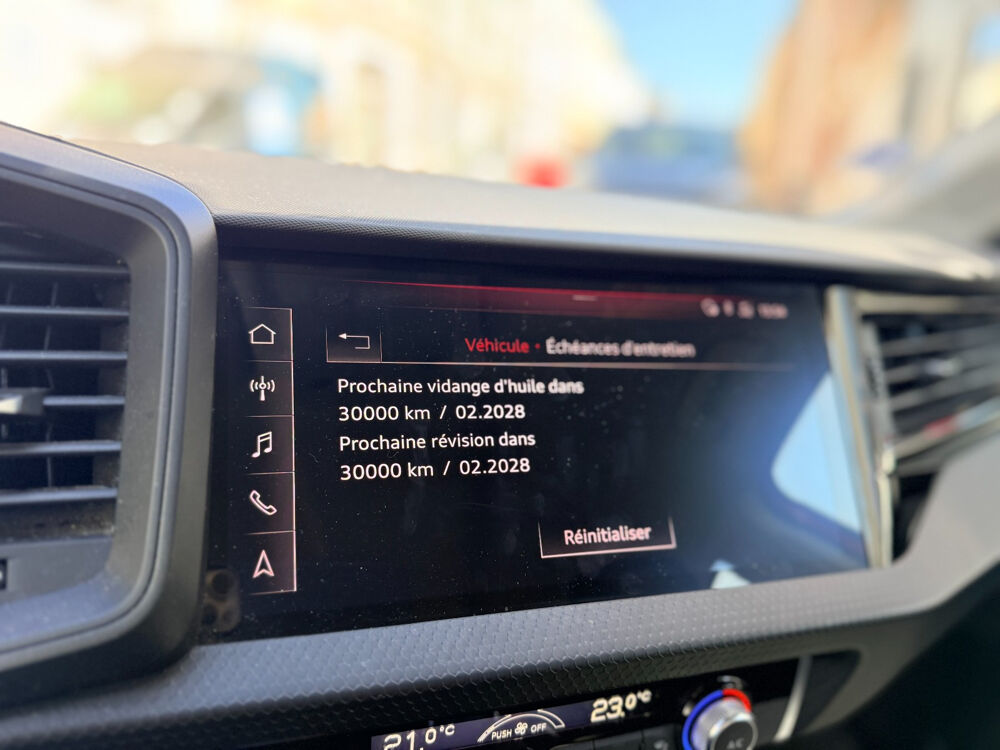 Véhicule • Échéances d'entretien
Prochaine vidange d'huile dans
30000 km / 02.2028
Prochaine révision dans
30000 km / 02.2028
Réinitialiser
21.0°C PUSH OFF 23.0°C
AC